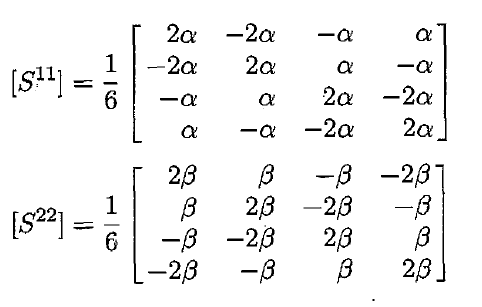 [S^{11}] = \frac{1}{6} \begin{bmatrix} 2\alpha & -2\alpha & -\alpha & \alpha \\ -2\alpha & 2\alpha & \alpha & -\alpha \\ -\alpha & \alpha & 2\alpha & -2\alpha \\ \alpha & -\alpha & -2\alpha & 2\alpha \end{bmatrix}
[S^{22}] = \frac{1}{6} \begin{bmatrix} 2\beta & \beta & -\beta & -2\beta \\ \beta & 2\beta & -2\beta & -\beta \\ -\beta & -2\beta & 2\beta & \beta \\ -2\beta & -\beta & \beta & 2\beta \end{bmatrix}